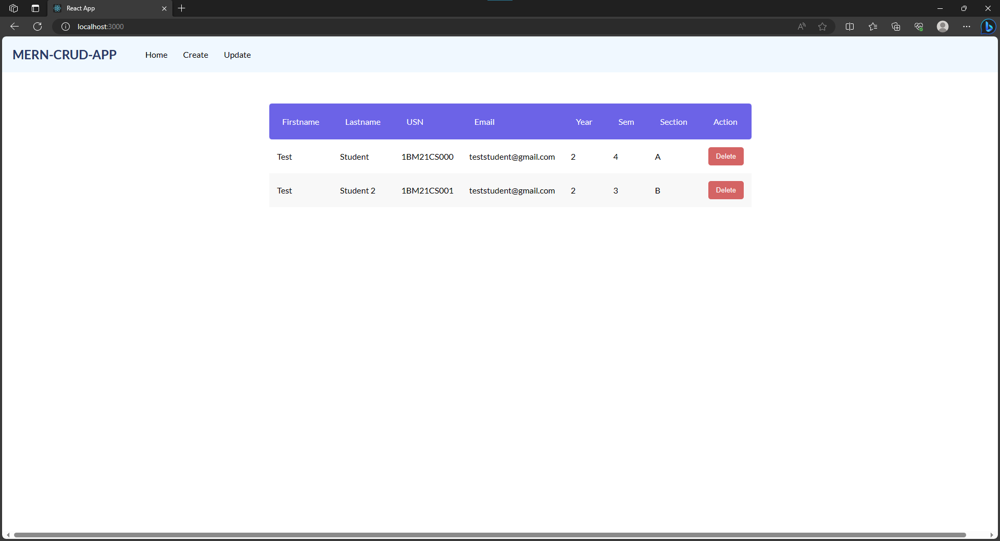 React App
localhost:3000
MERN-CRUD-APP Home Create Update
Firstname Lastname USN Email Year Sem Section Action
Test Student 1BM21CS000 teststudent@gmail.com 2 4 A Delete
Test Student 2 1BM21CS001 teststudent@gmail.com 2 3 B Delete